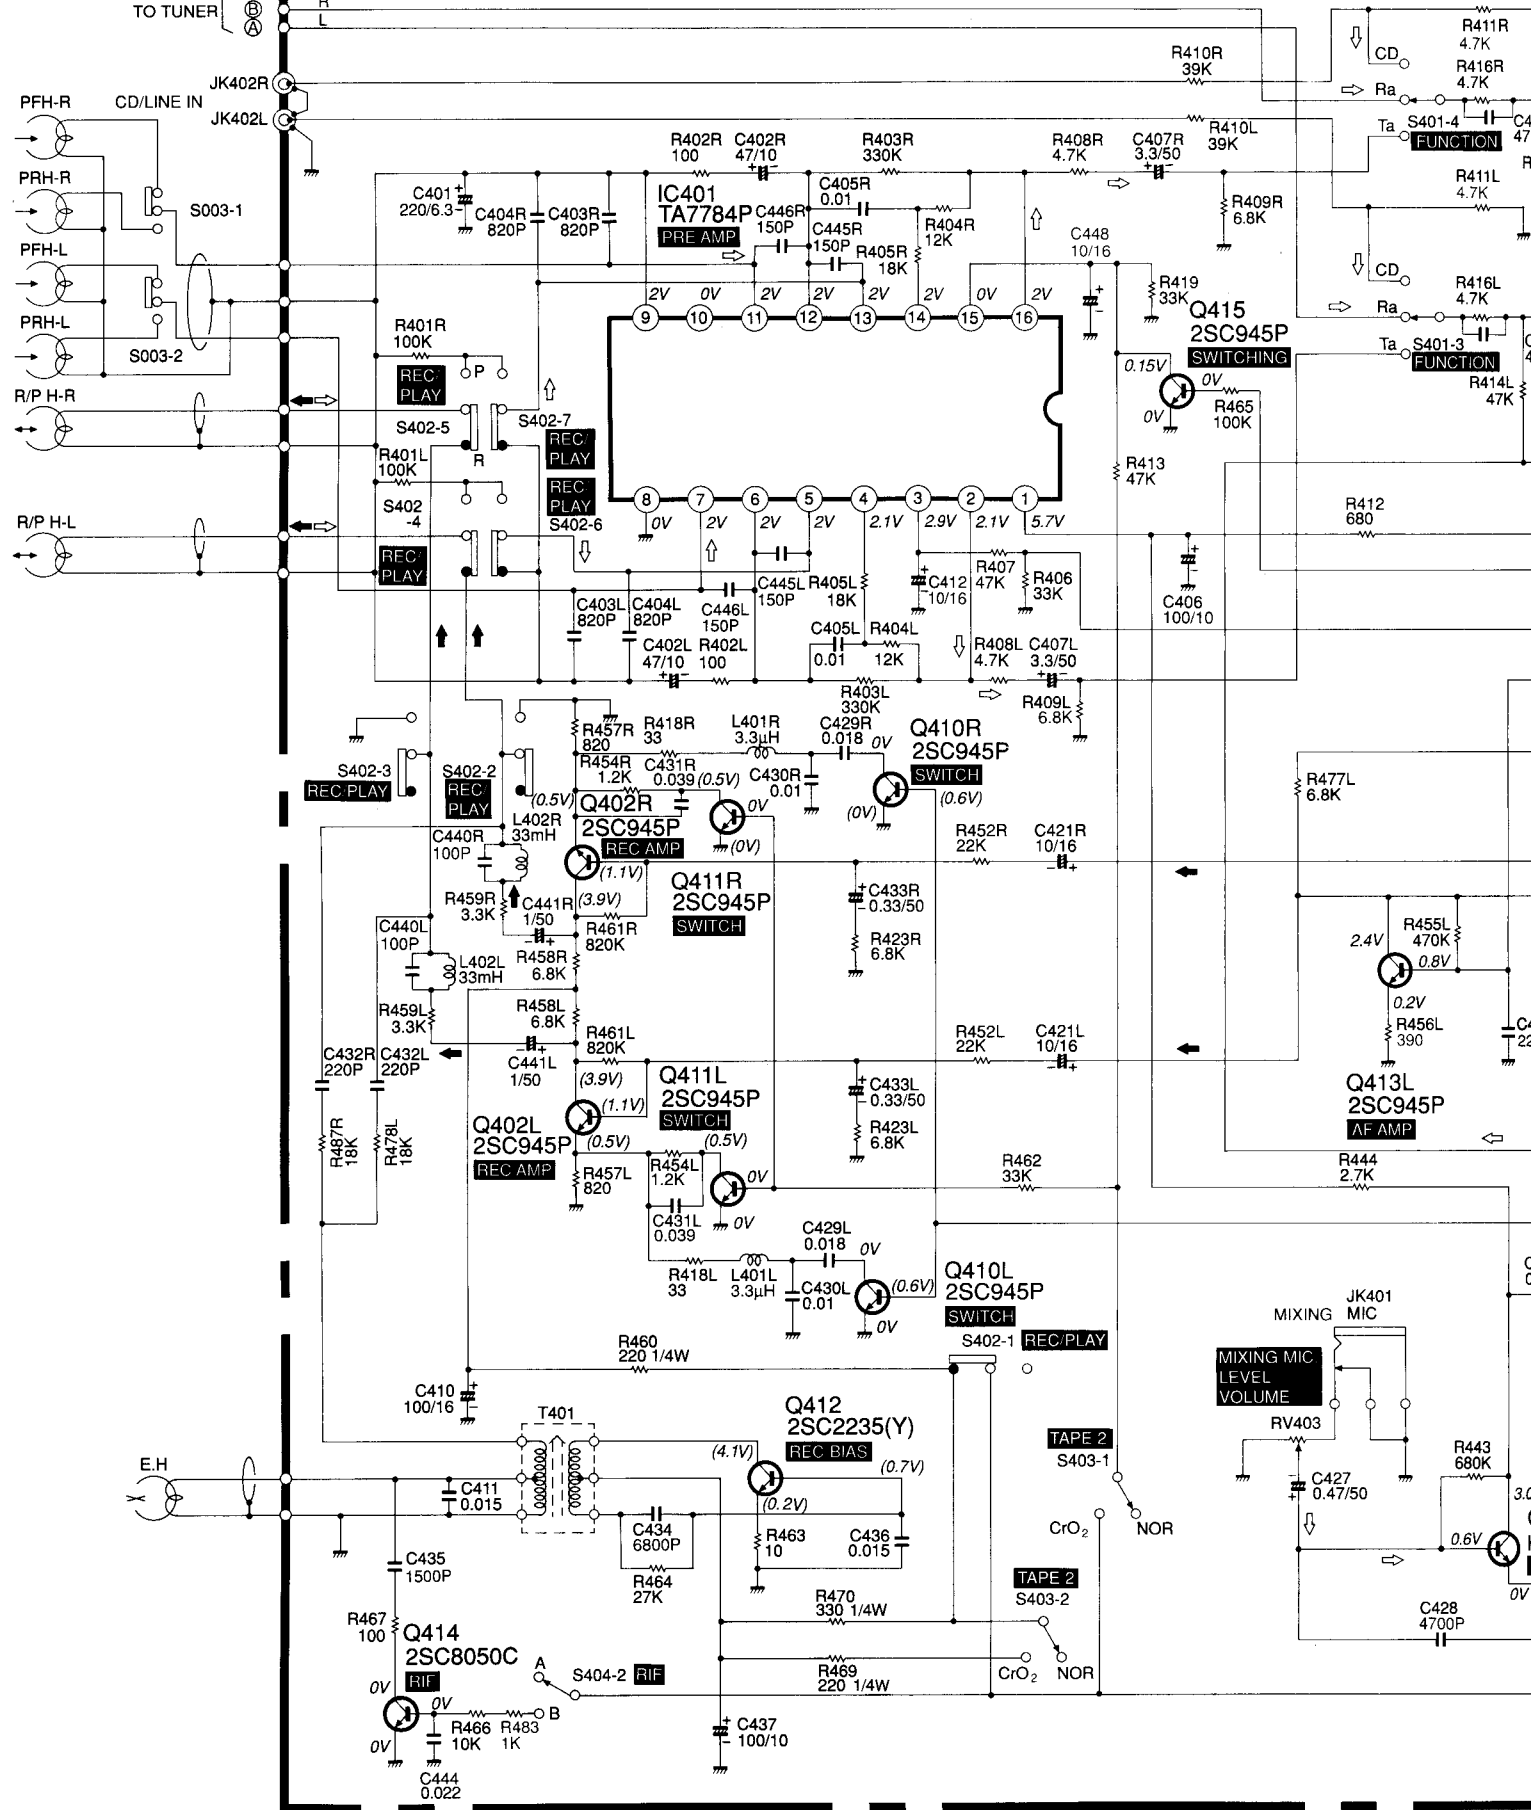 TO TUNER
B
R
A
L
JK402R
JK402L
CD/LINE IN
PFH-R
PRH-R
PFH-L
PRH-L
S003-1
S003-2
R/P H-R
R/P H-L
C401
220/6.3
C404R
820P
C403R
820P
R402R
100
C402R
47/10
R403R
330K
R408R
4.7K
C407R
3.3/50
R410R
39K
R410L
39K
R411R
4.7K
R416R
4.7K
CD
Ra
Ta
S401-4
FUNCTION
R411L
4.7K
IC401
TA7784P
PRE AMP
C446R
150P
C405R
0.01
C445R
150P
R404R
12K
R405R
18K
R409R
6.8K
C448
10/16
R419
33K
Q415
2SC945P
SWITCHING
CD
R416L
4.7K
Ra
Ta
S401-3
FUNCTION
R414L
47K
2V
0V
2V
2V
2V
2V
0V
2V
9
10
11
12
13
14
15
16
0.15V
0V
0V
R465
100K
R401R
100K
REC/
PLAY
P
S402-5
S402-7
REC/
PLAY
R
R401L
100K
REC
PLAY
S402
-4
S402-6
REC/
PLAY
8
7
6
5
4
3
2
1
0V
2V
2V
2V
2.1V
2.9V
2.1V
5.7V
R413
47K
R412
680
C445L
150P
C446L
150P
R405L
18K
C412
10/16
R407
47K
R406
33K
C406
100/10
C403L
820P
C404L
820P
C402L
47/10
R402L
100
C405L
0.01
R404L
12K
R403L
330K
R408L
4.7K
C407L
3.3/50
R409L
6.8K
S402-3
REC/PLAY
S402-2
REC/
PLAY
R457R
820
R418R
33
L401R
3.3μH
C429R
0.018
0V
Q410R
2SC945P
SWITCH
R454R
1.2K
C431R
0.039
(0.5V)
C430R
0.01
(0V)
(0.6V)
(0.5V)
Q402R
2SC945P
REC AMP
0V
(0V)
L402R
33mH
C440R
100P
(1.1V)
Q411R
2SC945P
SWITCH
R452R
22K
C421R
10/16
R477L
6.8K
R459R
3.3K
C441R
1/50
(3.9V)
R461R
820K
C433R
0.33/50
R423R
6.8K
C440L
100P
L402L
33mH
R458R
6.8K
R455L
470K
2.4V
0.8V
0.2V
R459L
3.3K
R458L
6.8K
R461L
820K
C441L
1/50
R452L
22K
C421L
10/16
R456L
390
C432R
220P
C432L
220P
(3.9V)
(1.1V)
Q411L
2SC945P
SWITCH
C433L
0.33/50
R423L
6.8K
Q413L
2SC945P
AF AMP
R487R
18K
R478L
18K
Q402L
2SC945P
REC AMP
(0.5V)
(0.5V)
R457L
820
R454L
1.2K
0V
0V
R462
33K
R444
2.7K
C431L
0.039
R418L
33
L401L
3.3μH
C429L
0.018
0V
C430L
0.01
(0.6V)
0V
Q410L
2SC945P
SWITCH
S402-1
REC/PLAY
R460
220 1/4W
MIXING
JK401
MIC
MIXING MIC
LEVEL
VOLUME
C410
100/16
T401
Q412
2SC2235(Y)
REC BIAS
(4.1V)
(0.7V)
(0.2V)
TAPE 2
S403-1
CrO2
NOR
RV403
C427
0.47/50
R443
680K
E.H
C411
0.015
C434
6800P
R463
10
C436
0.015
0.6V
0V
C435
1500P
R464
27K
R470
330 1/4W
TAPE 2
S403-2
C428
4700P
R467
100
Q414
2SC8050C
RIF
A
S404-2
RIF
R469
220 1/4W
CrO2
NOR
0V
0V
B
R466
10K
R483
1K
0V
C437
100/10
C444
0.022